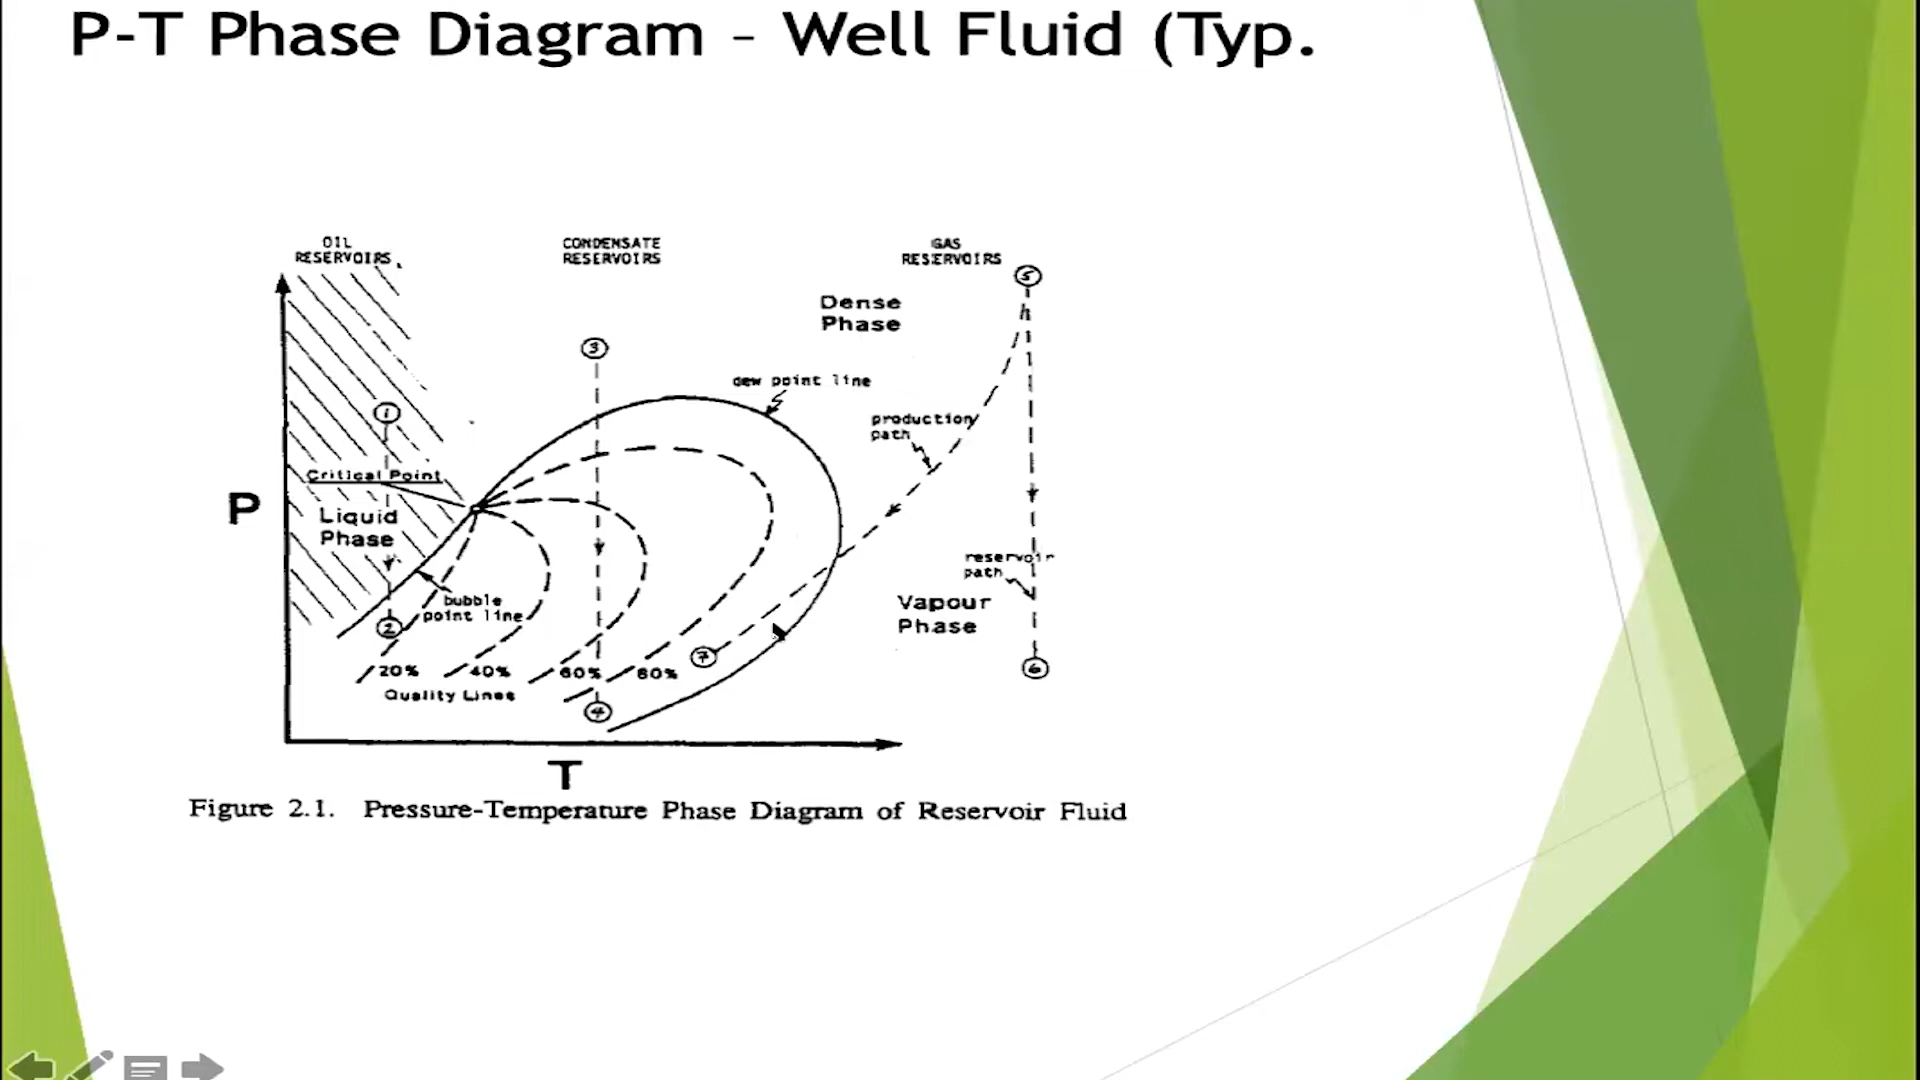 P-T Phase Diagram – Well Fluid (Typ.
OIL
RESERVOIRS
CONDENSATE
RESERVOIRS
GAS
RESERVOIRS
5
Dense
Phase
3
dew point line
1
production
path
Critical Point
P
Liquid
Phase
reservoir
path
bubble
point line
Vapour
Phase
2
7
6
20%
40%
60%
80%
Quality Lines
4
T
Figure 2.1. Pressure-Temperature Phase Diagram of Reservoir Fluid